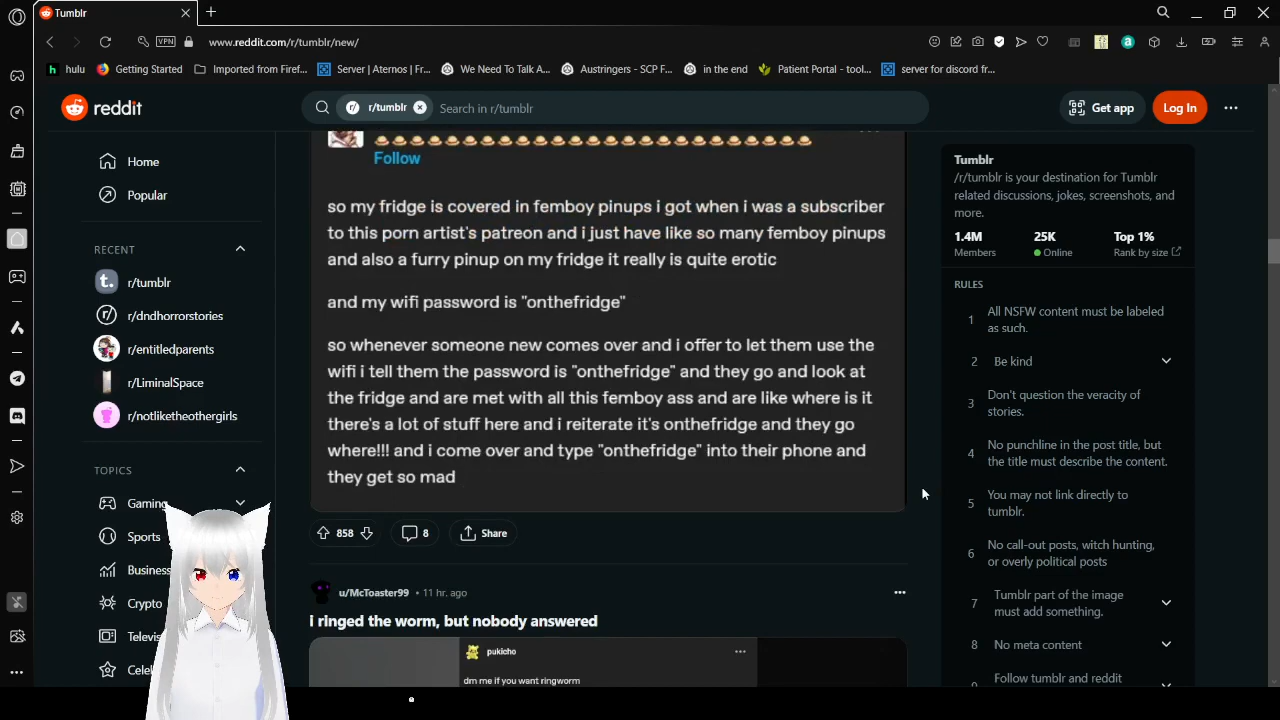 Tumblr
www.reddit.com/r/tumblr/new/
VPN
hulu
Getting Started
Imported from Firef...
Server | Aternos | Fr...
We Need To Talk A...
Austringers - SCP F...
in the end
Patient Portal - tool...
server for discord fr...
reddit
r/ r/tumblr
Search in r/tumblr
Get app
Log In
Home
Popular
RECENT
r/tumblr
r/dndhorrorstories
r/entitledparents
r/LiminalSpace
r/notliketheothergirls
TOPICS
Gaming
Sports
Business
Crypto
Televi
Celeb
Follow
so my fridge is covered in femboy pinups i got when i was a subscriber
to this porn artist's patreon and i just have like so many femboy pinups
and also a furry pinup on my fridge it really is quite erotic
and my wifi password is "onthefridge"
so whenever someone new comes over and i offer to let them use the
wifi i tell them the password is "onthefridge" and they go and look at
the fridge and are met with all this femboy ass and are like where is it
there's a lot of stuff here and i reiterate it's onthefridge and they go
where!!! and i come over and type "onthefridge" into their phone and
they get so mad
858
8
Share
u/McToaster99 • 11 hr. ago
i ringed the worm, but nobody answered
pukicho
dm me if you want ringworm
Tumblr
/r/tumblr is your destination for Tumblr
related discussions, jokes, screenshots, and
more.
1.4M 25K Top 1%
Members Online Rank by size
RULES
1 All NSFW content must be labeled
as such.
2 Be kind
3 Don't question the veracity of
stories.
4 No punchline in the post title, but
the title must describe the content.
5 You may not link directly to
tumblr.
6 No call-out posts, witch hunting,
or overly political posts
7 Tumblr part of the image
must add something.
8 No meta content
Follow tumblr and reddit